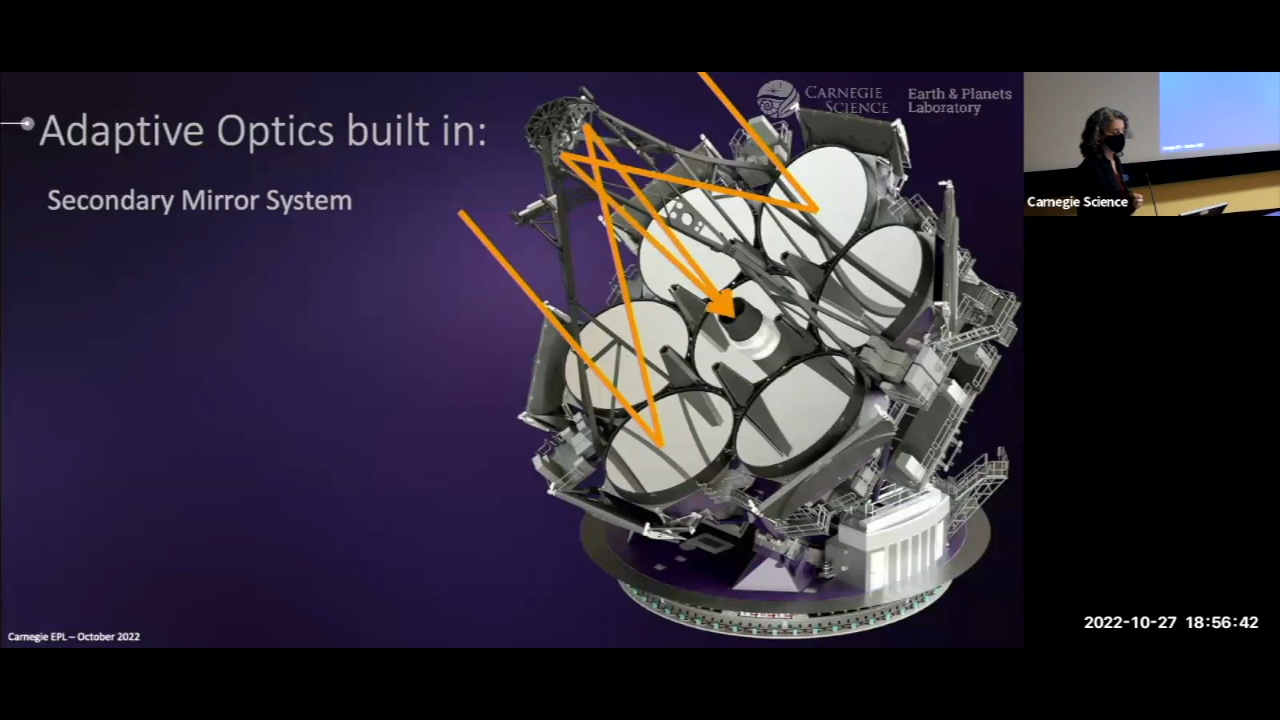 Adaptive Optics built in:
Secondary Mirror System
CARNEGIE
SCIENCE
Earth & Planets
Laboratory
Carnegie Science
2022-10-27 18:56:42
Carnegie EPL – October 2022